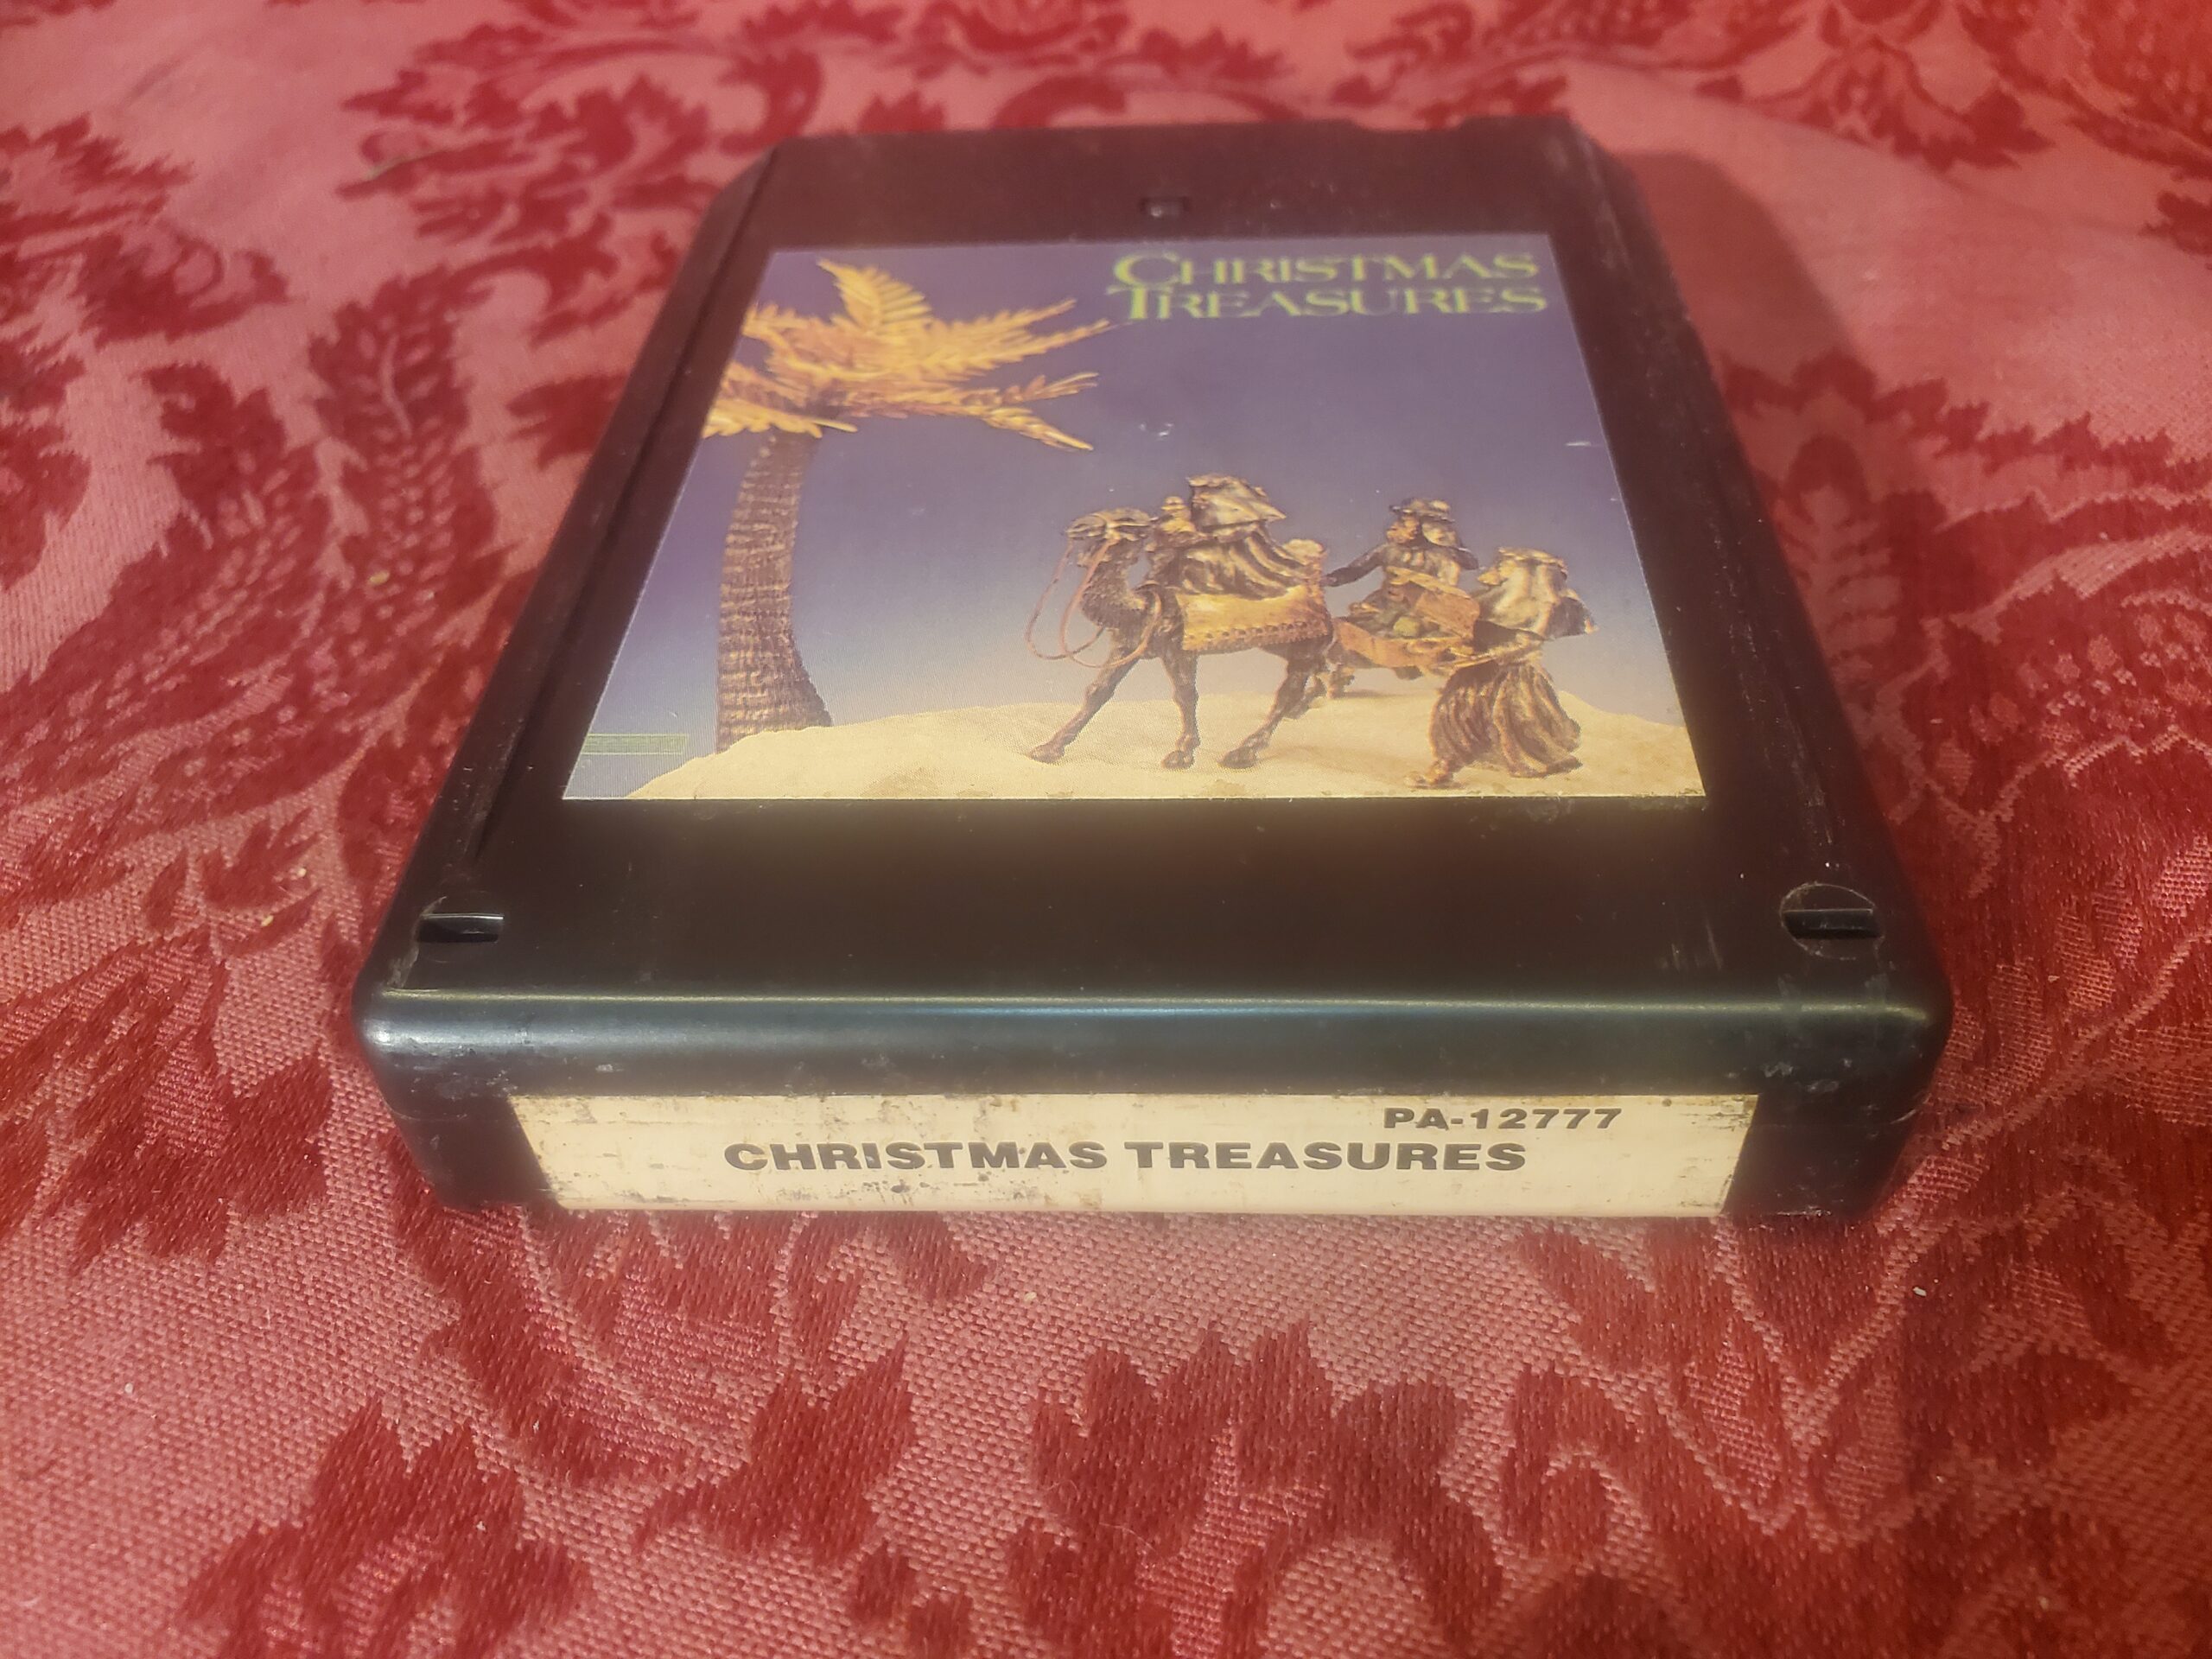 CHRISTMAS
TREASURES
PA-12777
CHRISTMAS TREASURES